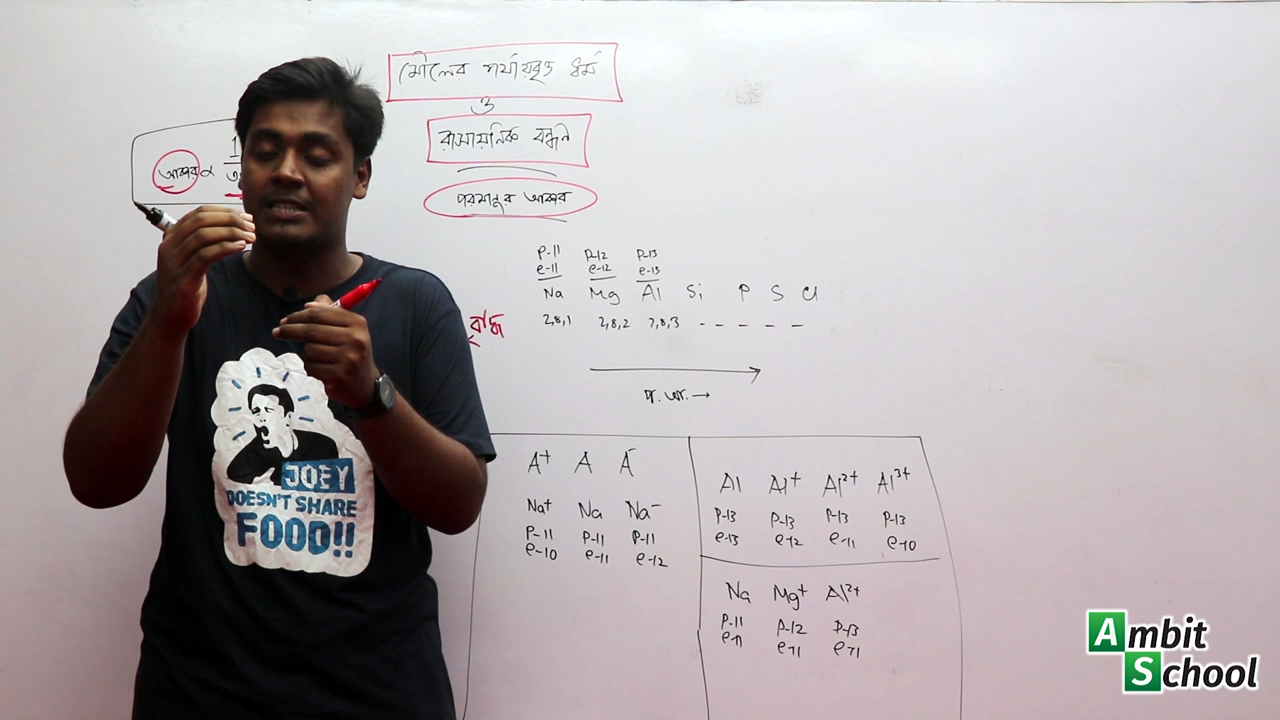 মৌলের পর্যায়বৃত্ত ধর্ম
ও
রাসায়নিক বন্ধন
পরমানুর আকার
আকার ∝ 1
p-11 p-12 p-13
e-11 e-12 e-13
Na Mg Al Si P S Cl
2,8,1 2,8,2 2,8,3 - - - - -
প. আ. →
A+ A A-
Na+ Na Na-
p-11 p-11 p-11
e-10 e-11 e-12
Al Al+ Al2+ Al3+
p-13 p-13 p-13 p-13
e-13 e-12 e-11 e-10
Na Mg+ Al2+
p-11 p-12 p-13
e-11 e-11 e-11
JOEY
DOESN'T SHARE
FOOD!!
Ambit
School